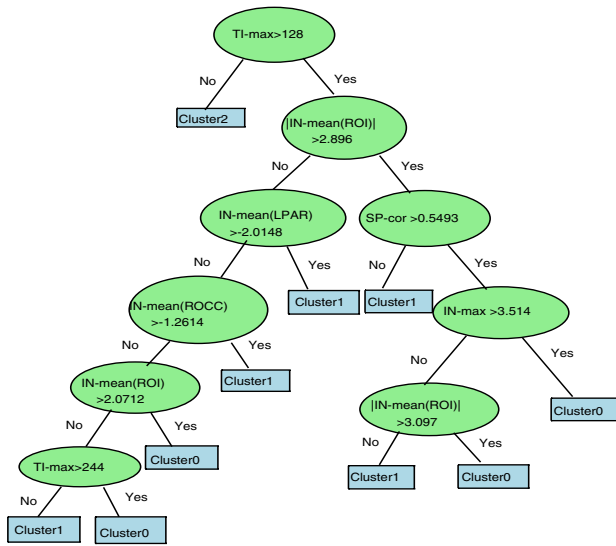 TI-max>128
No
Yes
Cluster2
|IN-mean(ROI)|
>2.896
No
Yes
IN-mean(LPAR)
>-2.0148
SP-cor >0.5493
No
Yes
No
Yes
Cluster1
Cluster1
IN-mean(ROCC)
>-1.2614
IN-max >3.514
No
Yes
No
Yes
Cluster1
IN-mean(ROI)
>2.0712
|IN-mean(ROI)|
>3.097
Cluster0
No
Yes
No
Yes
Cluster0
TI-max>244
Cluster1
Cluster0
No
Yes
Cluster1
Cluster0